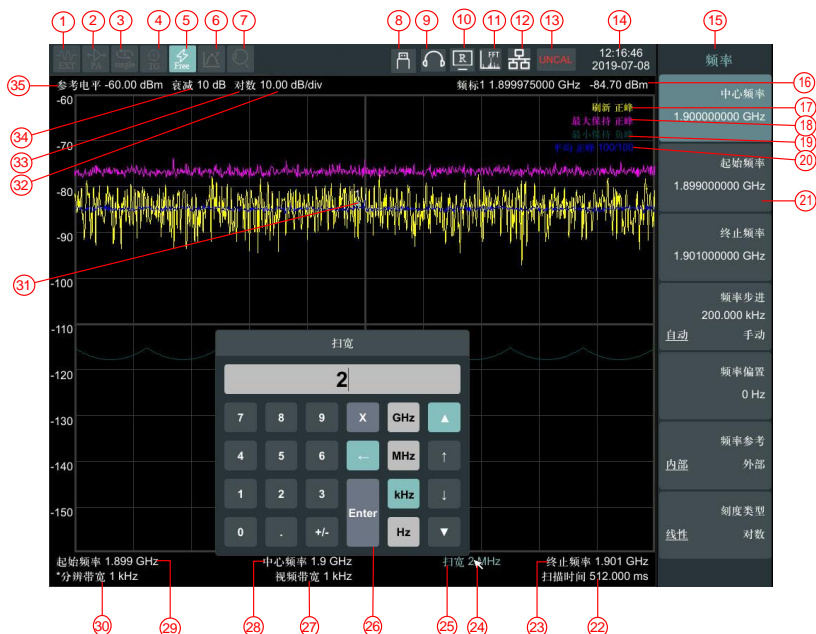 1 2 3 4 5 6 7 8 9 10 11 12 13 14 15
EXT PA single TG Free R FFT UNCAL 12:16:46
2019-07-08
频率
35 参考电平 -60.00 dBm 衰减 10 dB 对数 10.00 dB/div 频标1 1.899975000 GHz -84.70 dBm 16
-60
刷新 正峰 17
最大保持 正峰 18
最小保持 负峰 19
平均 正峰 100/100 20
34
33
32
-70
-80
-90
31
-100
-110
-120
-130
-140
-150
中心频率
1.900000000 GHz
起始频率
1.899000000 GHz
21
终止频率
1.901000000 GHz
频率步进
200.000 kHz
自动 手动
频率偏置
0 Hz
频率参考
内部 外部
刻度类型
线性 对数
扫宽
2
7 8 9 X GHz ▲
4 5 6 ← MHz ↑
1 2 3 Enter kHz ↓
0 . +/- Hz ▼
起始频率 1.899 GHz 中心频率 1.9 GHz 扫宽 2 MHz 终止频率 1.901 GHz
*分辨带宽 1 kHz 视频带宽 1 kHz 扫描时间 512.000 ms
30 29 28 27 26 25 24 23 22